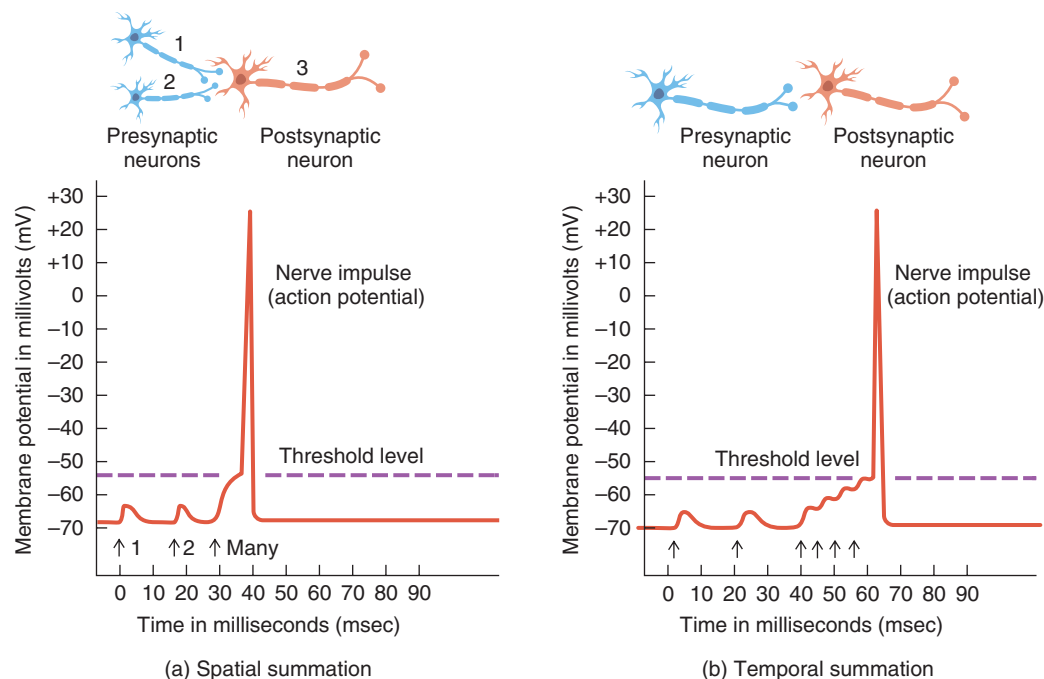 1
2
3
Presynaptic
neurons
Postsynaptic
neuron
Membrane potential in millivolts (mV)
+30
+20
+10
0
–10
–20
–30
–40
–50
–60
–70
Nerve impulse
(action potential)
Threshold level
1
2
Many
0 10 20 30 40 50 60 70 80 90
Time in milliseconds (msec)
(a) Spatial summation
Presynaptic
neuron
Postsynaptic
neuron
Membrane potential in millivolts (mV)
+30
+20
+10
0
–10
–20
–30
–40
–50
–60
–70
Nerve impulse
(action potential)
Threshold level
0 10 20 30 40 50 60 70 80 90
Time in milliseconds (msec)
(b) Temporal summation